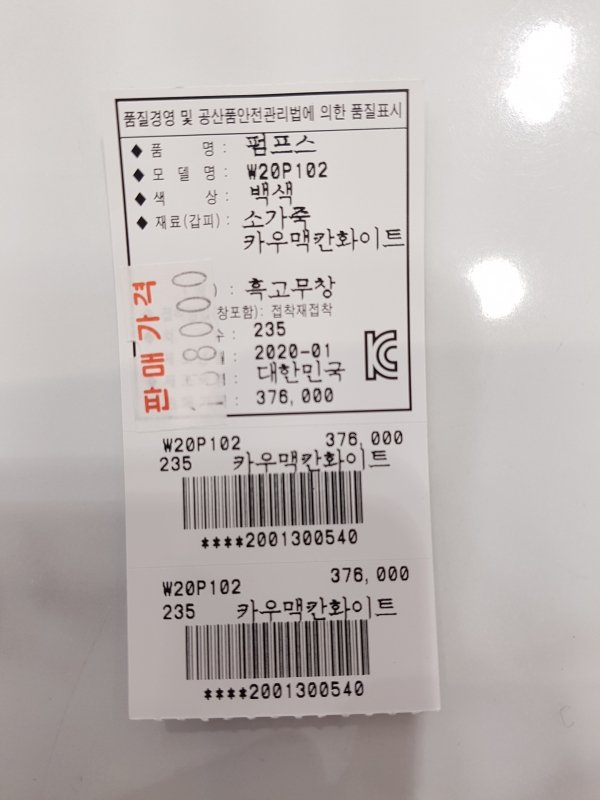 품질경영 및 공산품안전관리법에 의한 품질표시
◆ 품 명 : 펌프스
◆ 모 델 명 : W20P102
◆ 색 상 : 백색
◆ 재료(갑피) : 소가죽
카우맥칸화이트
) : 흑고무창
창포함): 접착재접착
수 : 235
: 2020-01
: 대한민국
: 376,000
판매가격
58000
W20P102 376,000
235 카우맥칸화이트
****2001300540
W20P102 376,000
235 카우맥칸화이트
****2001300540